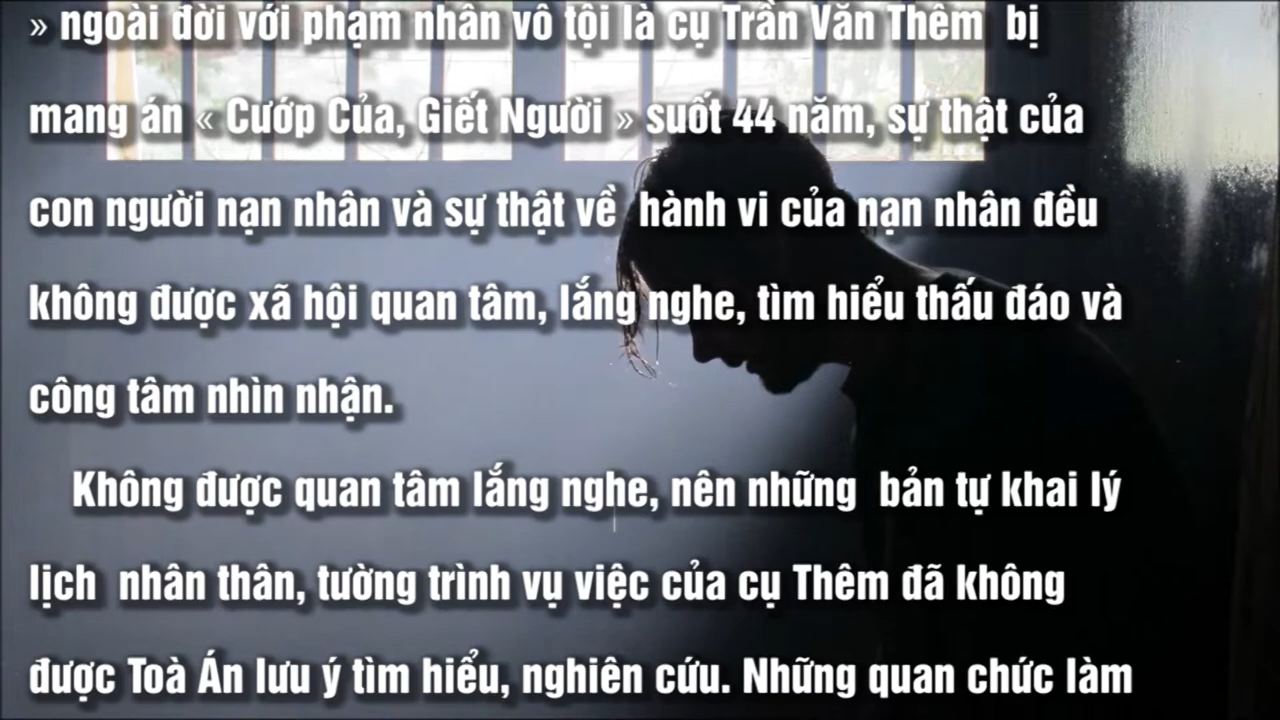 » ngoài đời với phạm nhân vô tội là cụ Trần Văn Thêm bị
mang án « Cướp Của, Giết Người » suốt 44 năm, sự thật của
con người nạn nhân và sự thật về hành vi của nạn nhân đều
không được xã hội quan tâm, lắng nghe, tìm hiểu thấu đáo và
công tâm nhìn nhận.
Không được quan tâm lắng nghe, nên những bản tự khai lý
lịch nhân thân, tường trình vụ việc của cụ Thêm đã không
được Toà Án lưu ý tìm hiểu, nghiên cứu. Những quan chức làm